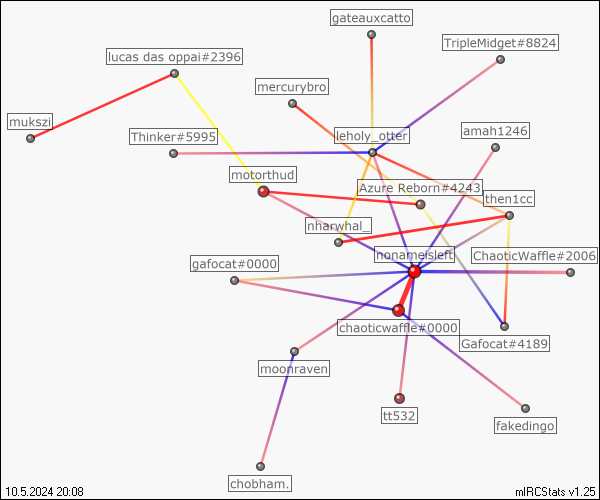 gateauxcatto
TripleMidget#8824
lucas das oppai#2396
mercurybro
mukszi
Thinker#5995
leholy_otter
amah1246
motorthud
Azure Reborn#4243
then1cc
nharwhal_
nonameisleft
gafocat#0000
ChaoticWaffle#2006
chaoticwaffle#0000
Gafocat#4189
moonraven
tt532
fakedingo
chobham.
10.5.2024 20:08
mIRCStats v1.25